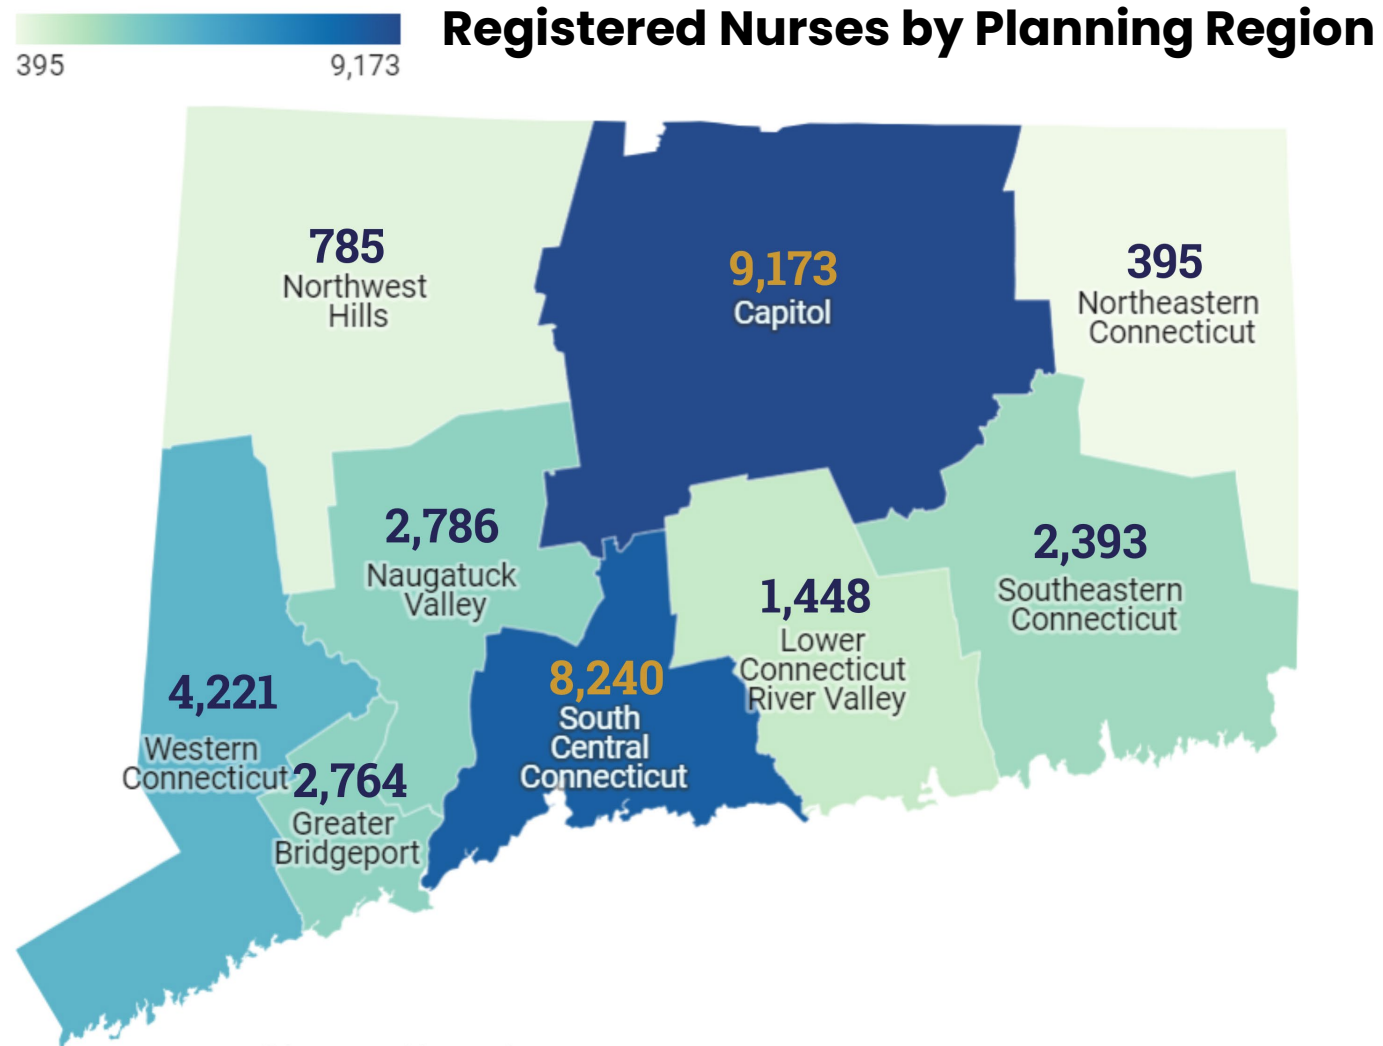 Registered Nurses by Planning Region
395
9,173
785
Northwest
Hills
9,173
Capitol
395
Northeastern
Connecticut
2,786
Naugatuck
Valley
2,393
Southeastern
Connecticut
1,448
Lower
Connecticut
River Valley
8,240
South
Central
Connecticut
4,221
Western
Connecticut
2,764
Greater
Bridgeport